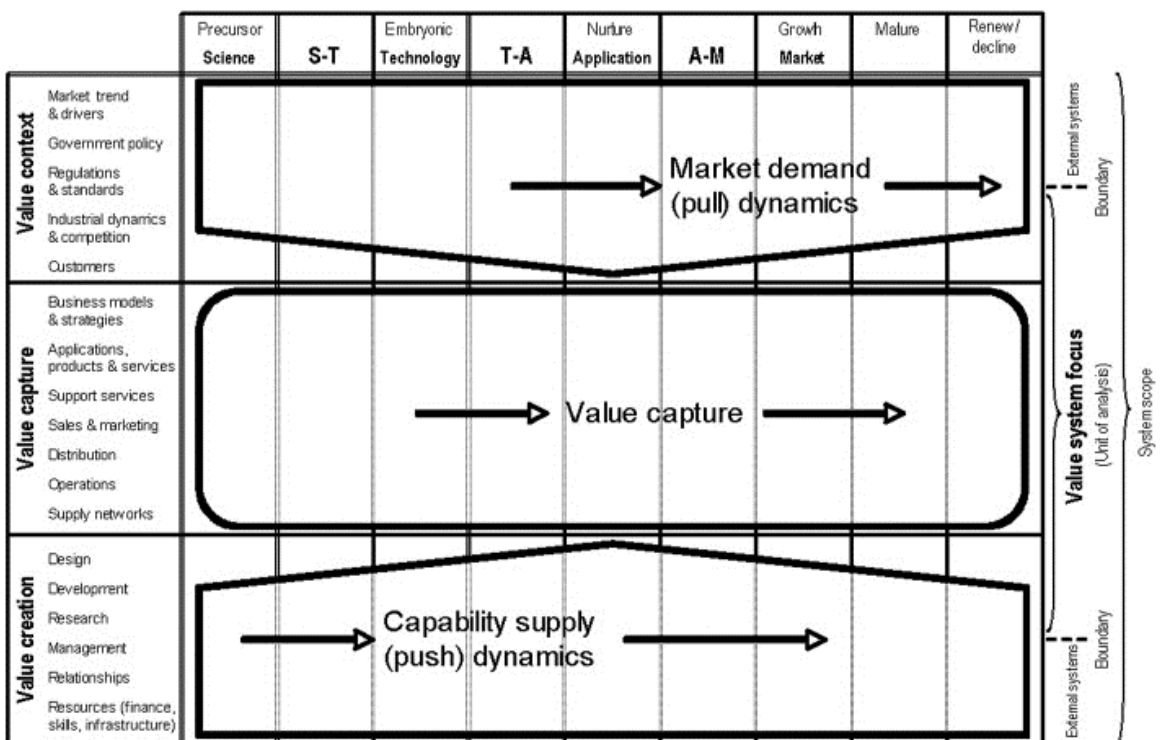 Precursor
Science
S-T
Embryonic
Technology
T-A
Nurture
Application
A-M
Growh
Market
Mature
Renew/
decline
Value context
Market trend
& drivers
Government policy
Regulations
& standards
Industrial dynamics
& competition
Customers
Market demand
(pull) dynamics
External systems
Boundary
Value capture
Business models
& strategies
Applications,
products & services
Support services
Sales & marketing
Distribution
Operations
Supply networks
Value capture
Value system focus
(Unit of analysis)
System scope
Value creation
Design
Development
Research
Management
Relationships
Resources (finance,
skills, infrastructure)
Capability supply
(push) dynamics
External systems
Boundary